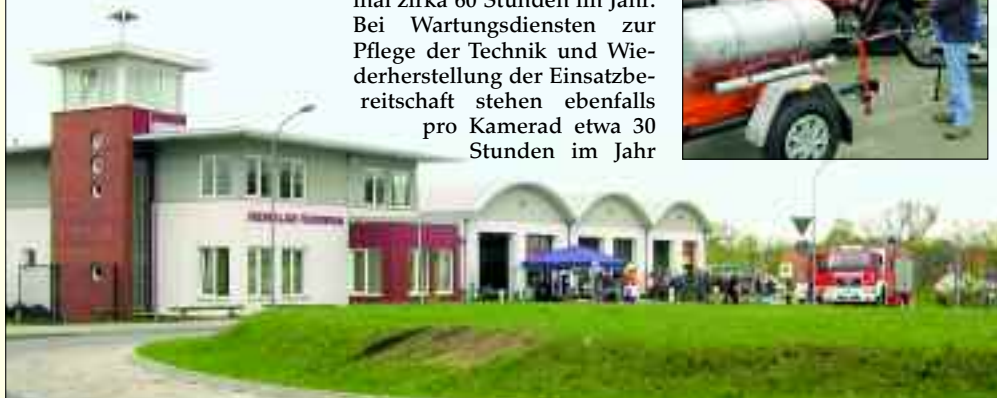 mal zirka 60 Stunden im Jahr.
Bei Wartungsdiensten zur
Pflege der Technik und Wie-
derherstellung der Einsatzbe-
reitschaft stehen ebenfalls
pro Kamerad etwa 30
Stunden im Jahr